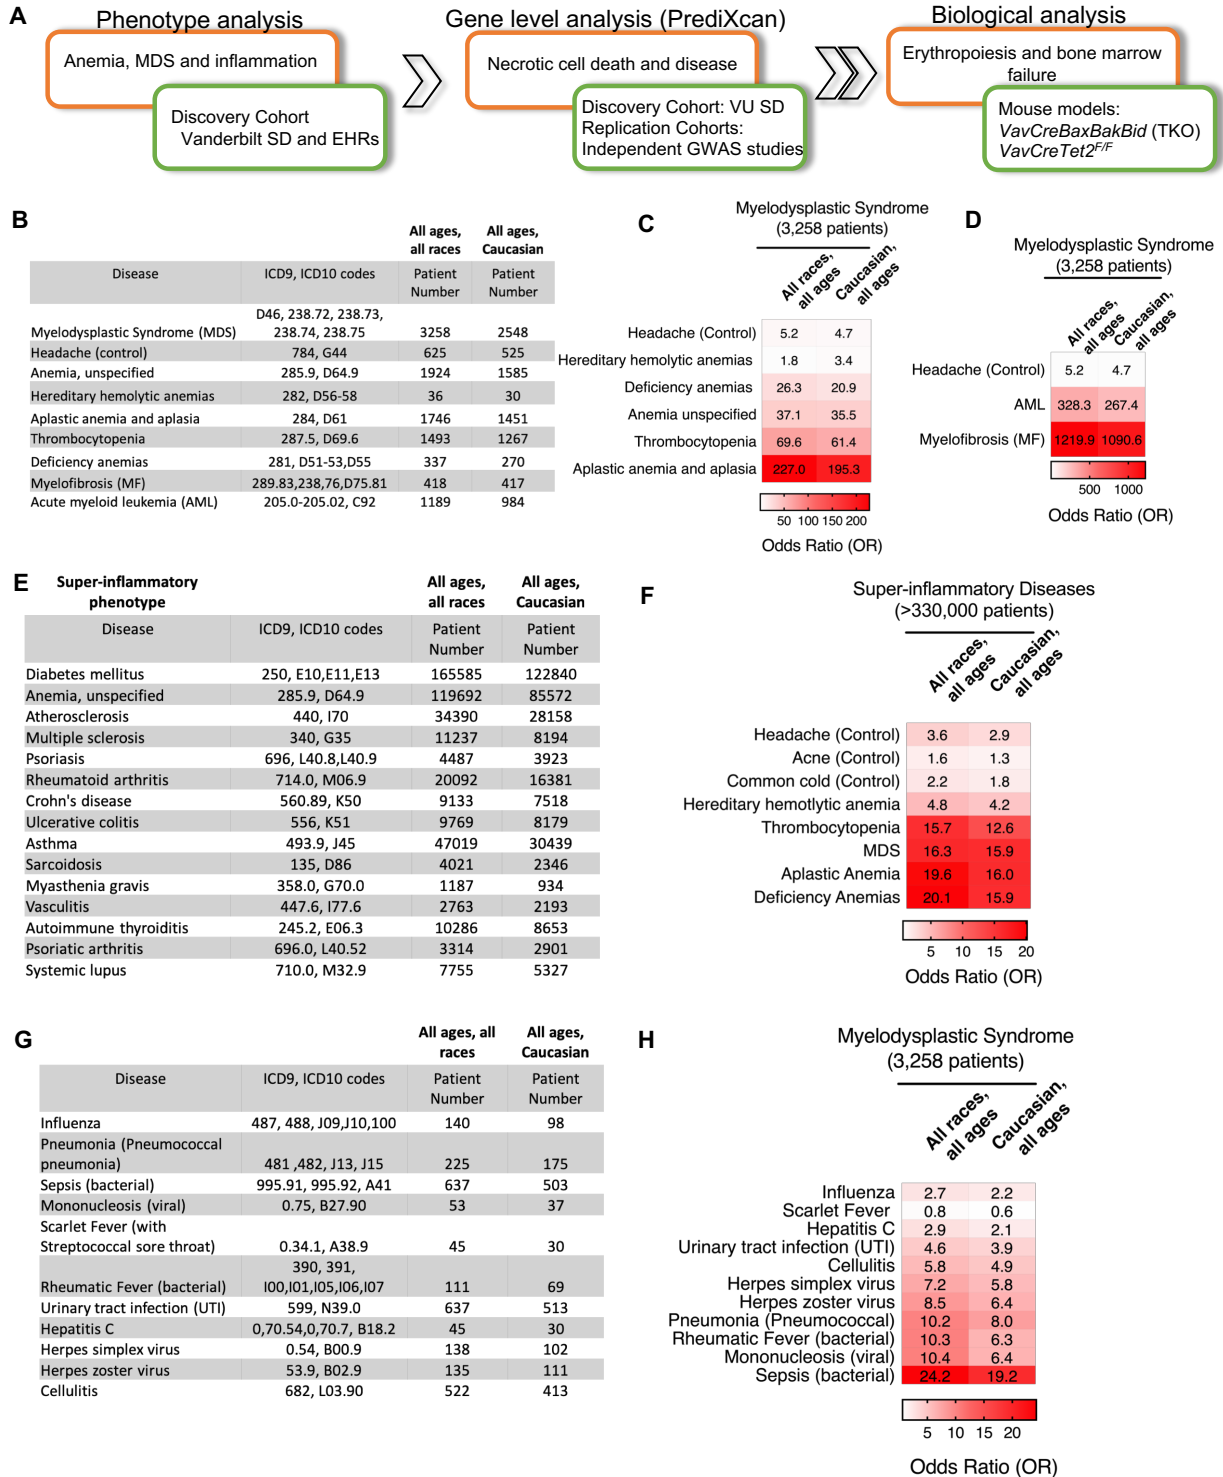 A
Phenotype analysis
Gene level analysis (PrediXcan)
Biological analysis
Anemia, MDS and inflammation
Discovery Cohort
Vanderbilt SD and EHRs
Necrotic cell death and disease
Discovery Cohort: VU SD
Replication Cohorts:
Independent GWAS studies
Erythropoiesis and bone marrow
failure
Mouse models:
VavCreBaxBakBid (TKO)
VavCreTet2F/F
B
All ages, all races | All ages, Caucasian
Disease | ICD9, ICD10 codes | Patient Number | Patient Number
Myelodysplastic Syndrome (MDS) | D46, 238.72, 238.73, 238.74, 238.75 | 3258 | 2548
Headache (control) | 784, G44 | 625 | 525
Anemia, unspecified | 285.9, D64.9 | 1924 | 1585
Hereditary hemolytic anemias | 282, D56-58 | 36 | 30
Aplastic anemia and aplasia | 284, D61 | 1746 | 1451
Thrombocytopenia | 287.5, D69.6 | 1493 | 1267
Deficiency anemias | 281, D51-53,D55 | 337 | 270
Myelofibrosis (MF) | 289.83,238,76,D75.81 | 418 | 417
Acute myeloid leukemia (AML) | 205.0-205.02, C92 | 1189 | 984
C
Myelodysplastic Syndrome
(3,258 patients)
All races, all ages
Caucasian, all ages
Headache (Control) 5.2 4.7
Hereditary hemolytic anemias 1.8 3.4
Deficiency anemias 26.3 20.9
Anemia unspecified 37.1 35.5
Thrombocytopenia 69.6 61.4
Aplastic anemia and aplasia 227.0 195.3
50 100 150 200
Odds Ratio (OR)
D
Myelodysplastic Syndrome
(3,258 patients)
All races, all ages
Caucasian, all ages
Headache (Control) 5.2 4.7
AML 328.3 267.4
Myelofibrosis (MF) 1219.9 1090.6
500 1000
Odds Ratio (OR)
E
Super-inflammatory phenotype | All ages, all races | All ages, Caucasian
Disease | ICD9, ICD10 codes | Patient Number | Patient Number
Diabetes mellitus | 250, E10,E11,E13 | 165585 | 122840
Anemia, unspecified | 285.9, D64.9 | 119692 | 85572
Atherosclerosis | 440, I70 | 34390 | 28158
Multiple sclerosis | 340, G35 | 11237 | 8194
Psoriasis | 696, L40.8,L40.9 | 4487 | 3923
Rheumatoid arthritis | 714.0, M06.9 | 20092 | 16381
Crohn's disease | 560.89, K50 | 9133 | 7518
Ulcerative colitis | 556, K51 | 9769 | 8179
Asthma | 493.9, J45 | 47019 | 30439
Sarcoidosis | 135, D86 | 4021 | 2346
Myasthenia gravis | 358.0, G70.0 | 1187 | 934
Vasculitis | 447.6, I77.6 | 2763 | 2193
Autoimmune thyroiditis | 245.2, E06.3 | 10286 | 8653
Psoriatic arthritis | 696.0, L40.52 | 3314 | 2901
Systemic lupus | 710.0, M32.9 | 7755 | 5327
F
Super-inflammatory Diseases
(>330,000 patients)
All races, all ages
Caucasian, all ages
Headache (Control) 3.6 2.9
Acne (Control) 1.6 1.3
Common cold (Control) 2.2 1.8
Hereditary hemotlytic anemia 4.8 4.2
Thrombocytopenia 15.7 12.6
MDS 16.3 15.9
Aplastic Anemia 19.6 16.0
Deficiency Anemias 20.1 15.9
5 10 15 20
Odds Ratio (OR)
G
All ages, all races | All ages, Caucasian
Disease | ICD9, ICD10 codes | Patient Number | Patient Number
Influenza | 487, 488, J09,J10,100 | 140 | 98
Pneumonia (Pneumococcal pneumonia) | 481 ,482, J13, J15 | 225 | 175
Sepsis (bacterial) | 995.91, 995.92, A41 | 637 | 503
Mononucleosis (viral) | 0.75, B27.90 | 53 | 37
Scarlet Fever (with Streptococcal sore throat) | 0.34.1, A38.9 | 45 | 30
Rheumatic Fever (bacterial) | 390, 391, I00,I01,I05,I06,I07 | 111 | 69
Urinary tract infection (UTI) | 599, N39.0 | 637 | 513
Hepatitis C | 0,70.54,0,70.7, B18.2 | 45 | 30
Herpes simplex virus | 0.54, B00.9 | 138 | 102
Herpes zoster virus | 53.9, B02.9 | 135 | 111
Cellulitis | 682, L03.90 | 522 | 413
H
Myelodysplastic Syndrome
(3,258 patients)
All races, all ages
Caucasian, all ages
Influenza 2.7 2.2
Scarlet Fever 0.8 0.6
Hepatitis C 2.9 2.1
Urinary tract infection (UTI) 4.6 3.9
Cellulitis 5.8 4.9
Herpes simplex virus 7.2 5.8
Herpes zoster virus 8.5 6.4
Pneumonia (Pneumococcal) 10.2 8.0
Rheumatic Fever (bacterial) 10.3 6.3
Mononucleosis (viral) 10.4 6.4
Sepsis (bacterial) 24.2 19.2
5 10 15 20
Odds Ratio (OR)